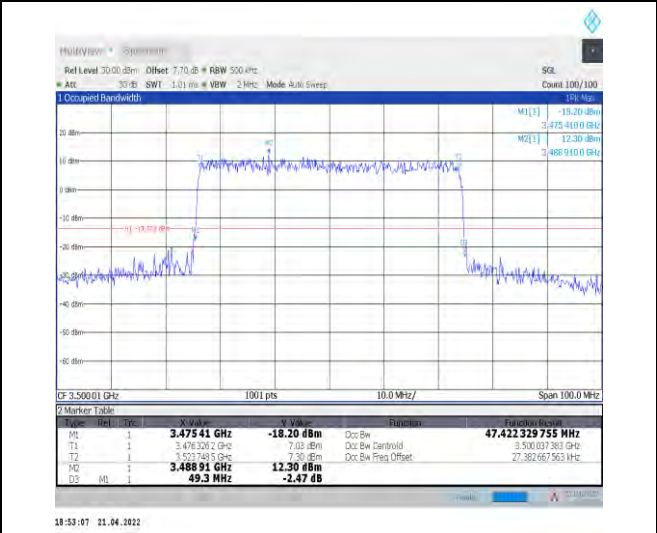 MultiView Spectrum
Ref Level 30.00 dBm Offset 7.70 dB RBW 500 kHz SGL
Att 30 dB SWT 1.01 ms VBW 2 MHz Mode Auto Sweep Count 100/100
1 Occupied Bandwidth 1Pk Max
M1[1] -18.20 dBm
3.475 410 0 GHz
M2[1] 12.30 dBm
3.488 910 0 GHz
20 dBm
10 dBm
0 dBm
-10 dBm
-20 dBm
-30 dBm
-40 dBm
-50 dBm
-60 dBm
CF 3.500 01 GHz 1001 pts 10.0 MHz/ Span 100.0 MHz
2 Marker Table
Type Ref Trc X-Value Y-Value Function Function Result
M1 1 3.475 41 GHz -18.20 dBm Occ Bw 47.422 329 755 MHz
T1 1 3.476 326 2 GHz 7.03 dBm Occ Bw Centroid 3.500 037 383 GHz
T2 1 3.523 748 5 GHz 7.30 dBm Occ Bw Freq Offset 27.382 667 563 kHz
M2 1 3.488 91 GHz 12.30 dBm
D3 M1 1 49.3 MHz -2.47 dB
18:53:07 21.04.2022